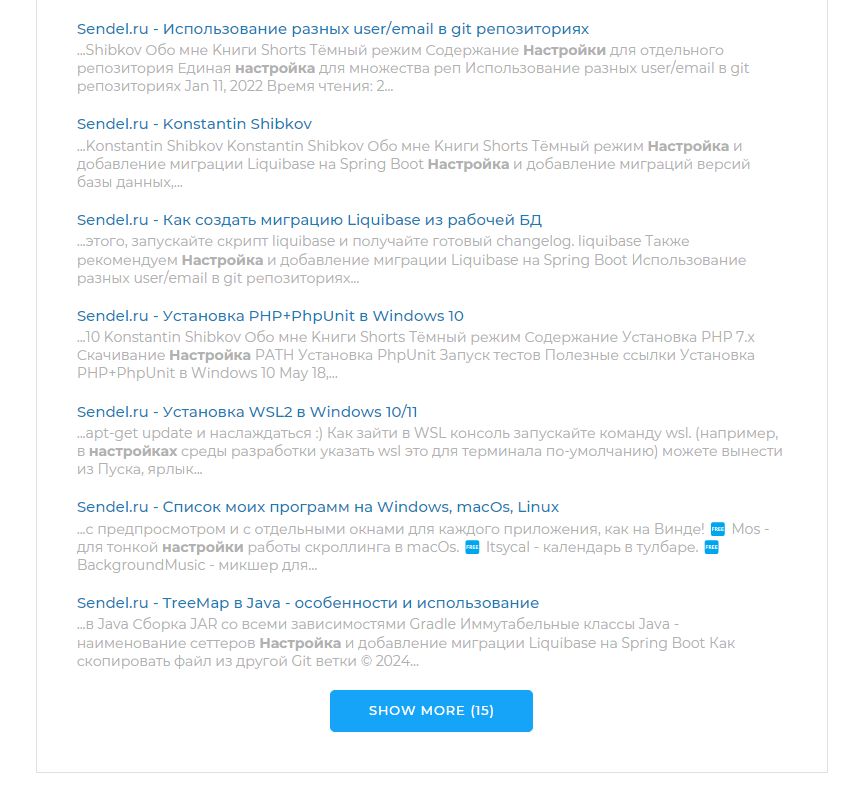 Sendel.ru - Использование разных user/email в git репозиториях
...Shibkov Обо мне Книги Shorts Тёмный режим Содержание Настройки для отдельного
репозитория Единая настройка для множества реп Использование разных user/email в git
репозиториях Jan 11, 2022 Время чтения: 2...
Sendel.ru - Konstantin Shibkov
...Konstantin Shibkov Konstantin Shibkov Обо мне Книги Shorts Тёмный режим Настройка и
добавление миграции Liquibase на Spring Boot Настройка и добавление миграций версий
базы данных,...
Sendel.ru - Как создать миграцию Liquibase из рабочей БД
...этого, запускайте скрипт liquibase и получайте готовый changelog. liquibase Также
рекомендуем Настройка и добавление миграции Liquibase на Spring Boot Использование
разных user/email в git репозиториях...
Sendel.ru - Установка PHP+PhpUnit в Windows 10
...10 Konstantin Shibkov Обо мне Книги Shorts Тёмный режим Содержание Установка PHP 7.x
Скачивание Настройка PATH Установка PhpUnit Запуск тестов Полезные ссылки Установка
PHP+PhpUnit в Windows 10 May 18,...
Sendel.ru - Установка WSL2 в Windows 10/11
...apt-get update и наслаждаться :) Как зайти в WSL консоль запускайте команду wsl. (например,
в настройках среды разработки указать wsl это для терминала по-умолчанию) можете вынести
из Пуска, ярлык...
Sendel.ru - Список моих программ на Windows, macOs, Linux
...с предпросмотром и с отдельными окнами для каждого приложения, как на Винде! FREE Mos -
для тонкой настройки работы скроллинга в macOs. FREE Itsycal - календарь в тулбаре. FREE
BackgroundMusic - микшер для...
Sendel.ru - TreeMap в Java - особенности и использование
...в Java Сборка JAR со всеми зависимостями Gradle Иммутабельные классы Java -
наименование сеттеров Настройка и добавление миграции Liquibase на Spring Boot Как
скопировать файл из другой Git ветки © 2024...
SHOW MORE (15)